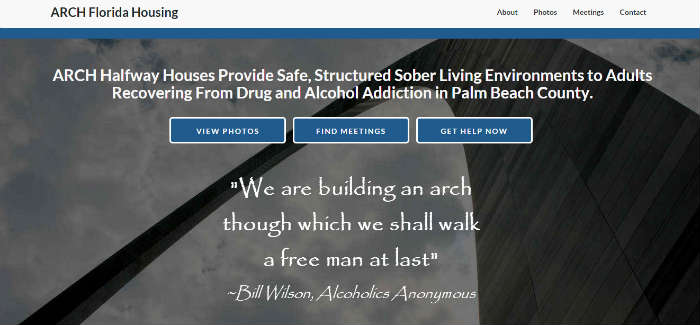 ARCH Florida Housing
About Photos Meetings Contact
ARCH Halfway Houses Provide Safe, Structured Sober Living Environments to Adults
Recovering From Drug and Alcohol Addiction in Palm Beach County.
VIEW PHOTOS FIND MEETINGS GET HELP NOW
"We are building an arch
though which we shall walk
a free man at last"
~Bill Wilson, Alcoholics Anonymous